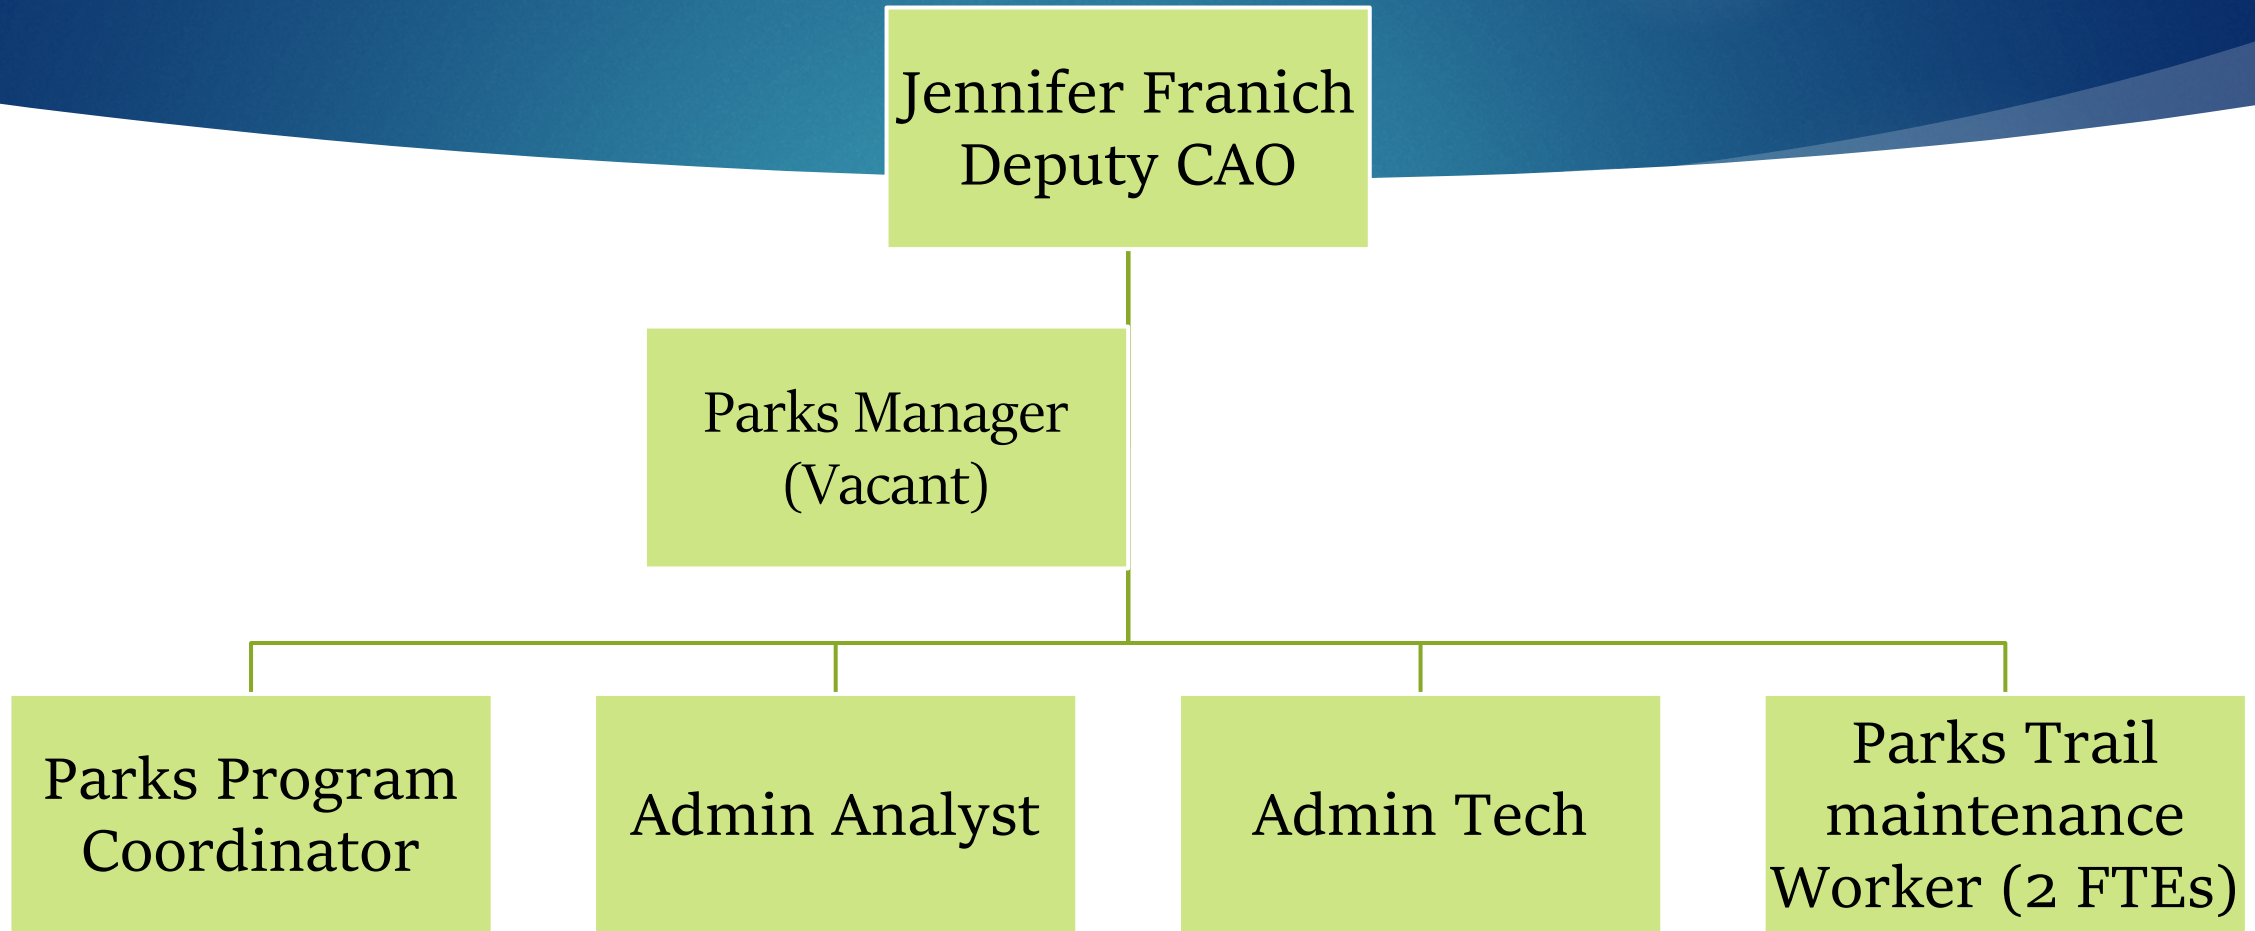 Jennifer Franich
Deputy CAO
Parks Manager
(Vacant)
Parks Program
Coordinator
Admin Analyst
Admin Tech
Parks Trail
maintenance
Worker (2 FTEs)